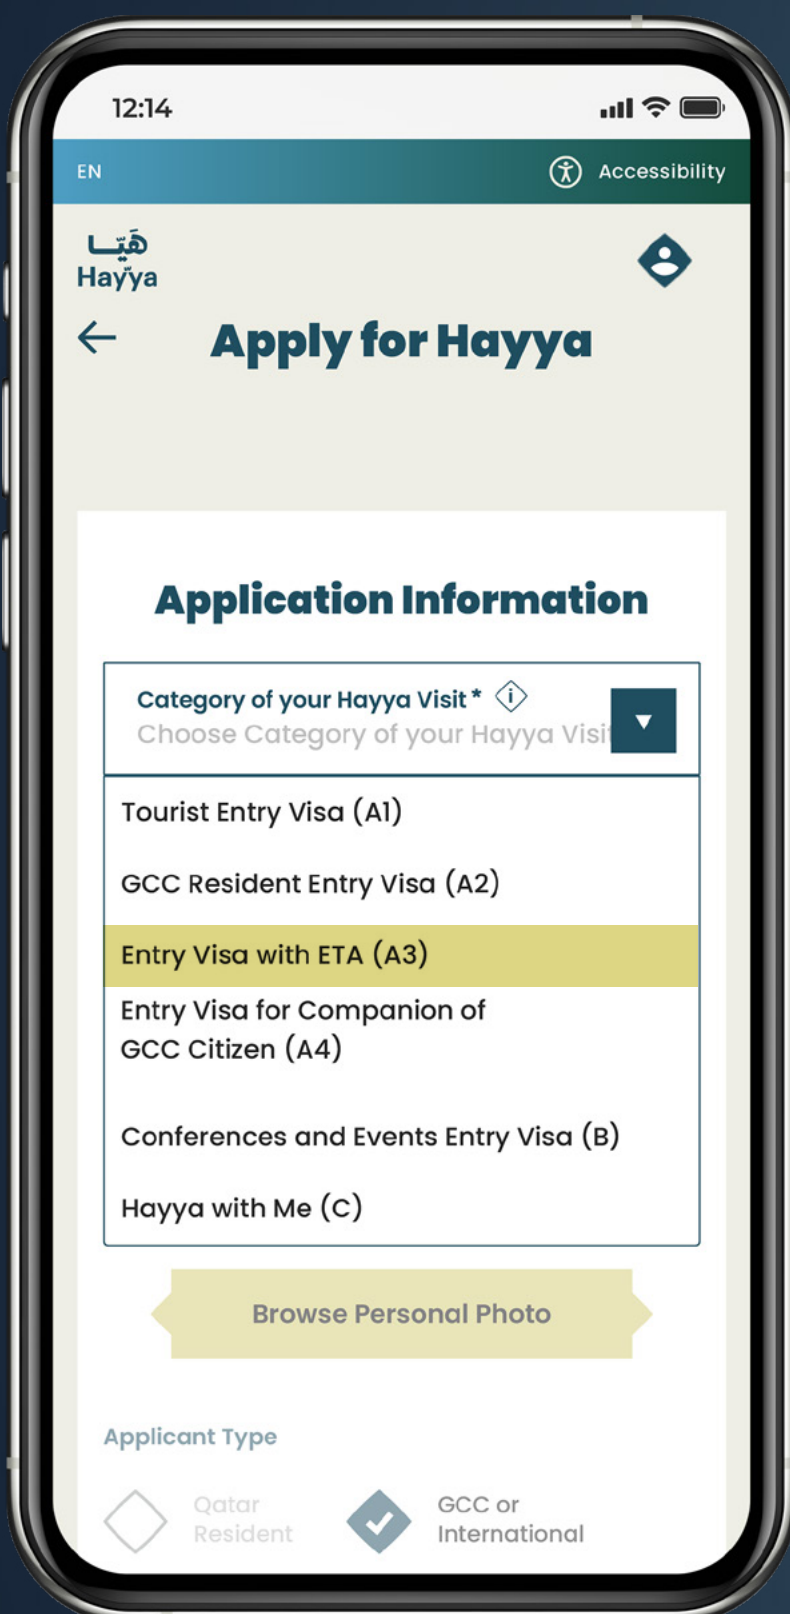 12:14
EN
Accessibility
هَيّا
Hayya
Apply for Hayya
Application Information
Category of your Hayya Visit *
Choose Category of your Hayya Visi
Tourist Entry Visa (A1)
GCC Resident Entry Visa (A2)
Entry Visa with ETA (A3)
Entry Visa for Companion of
GCC Citizen (A4)
Conferences and Events Entry Visa (B)
Hayya with Me (C)
Browse Personal Photo
Applicant Type
Qatar
Resident
GCC or
International